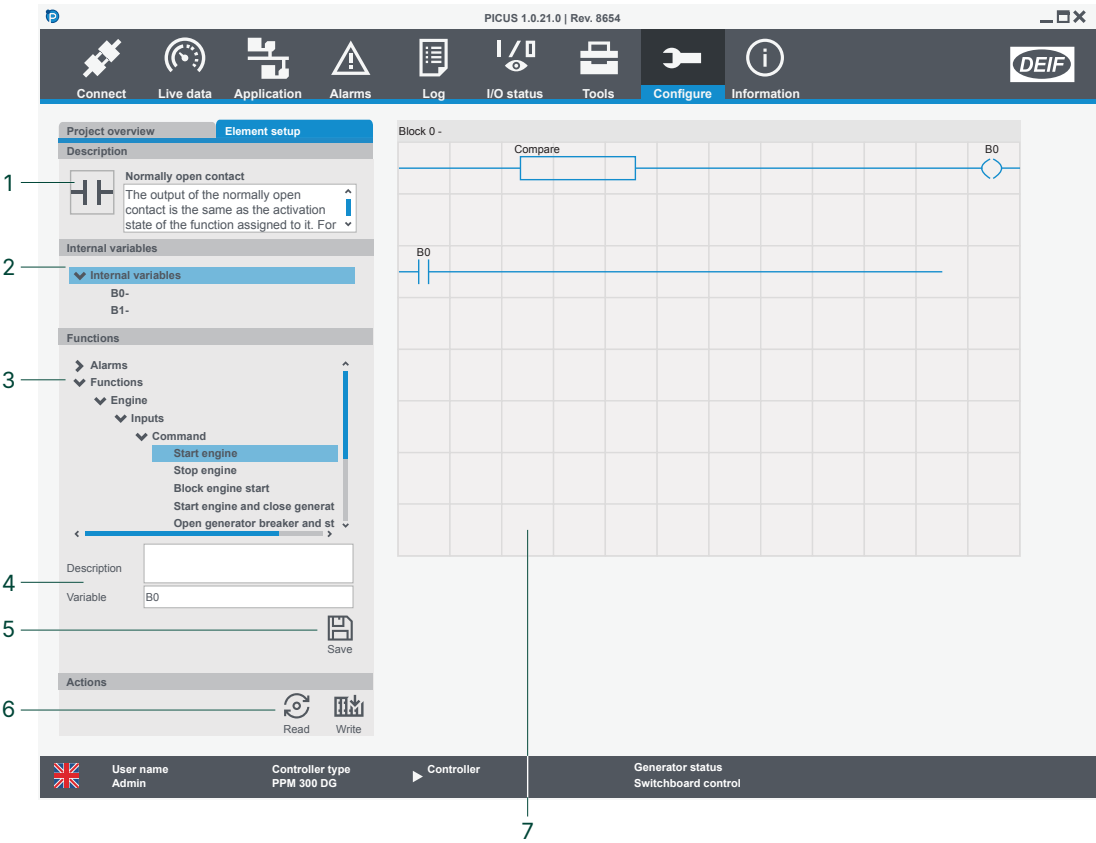 PICUS 1.0.21.0 | Rev. 8654
Connect
Live data
Application
Alarms
Log
I/O status
Tools
Configure
Information
DEIF
Project overview
Element setup
Description
1
Normally open contact
The output of the normally open
contact is the same as the activation
state of the function assigned to it. For
Internal variables
2
Internal variables
B0-
B1-
Functions
Alarms
3
Functions
Engine
Inputs
Command
Start engine
Stop engine
Block engine start
Start engine and close generat
Open generator breaker and st
Description
4
Variable
B0
5
Save
Actions
6
Read
Write
Block 0 -
Compare
B0
B0
User name
Admin
Controller type
PPM 300 DG
Controller
Generator status
Switchboard control
7